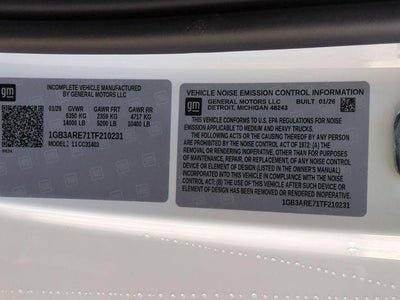 gm
INCOMPLETE VEHICLE MANUFACTURED
BY GENERAL MOTORS LLC
01/26 GVWR GAWR FRT GAWR RR
6350 KG 2359 KG 4717 KG
14000 LB 5200 LB 10400 LB
1GB3ARE71TF210231
MODEL: 11CC31403
gm
VEHICLE NOISE EMISSION CONTROL INFORMATION
GENERAL MOTORS LLC BUILT 01/26
DETROIT, MICHIGAN 48243
THIS VEHICLE CONFORMS TO U.S. EPA REGULATIONS FOR NOISE
EMISSION APPLICABLE TO MEDIUM AND HEAVY TRUCKS.
THE FOLLOWING ACTS OR THE CAUSING THEREOF BY ANY PERSON
ARE PROHIBITED BY THE NOISE CONTROL ACT OF 1972: (A) THE
REMOVAL OR RENDERING INOPERATIVE, OTHER THAN FOR PURPOSES
OF MAINTENANCE, REPAIR, OR REPLACEMENT, OF ANY DEVICE OR
ELEMENT OF DESIGN (LISTED IN THE OWNER'S MANUAL)
INCORPORATED INTO THIS VEHICLE IN COMPLIANCE WITH THE NOISE
CONTROL ACT;
(B) THE USE OF THIS VEHICLE AFTER SUCH DEVICE OR ELEMENT OF
DESIGN HAS BEEN REMOVED OR RENDERED INOPERATIVE.
1GB3ARE71TF210231